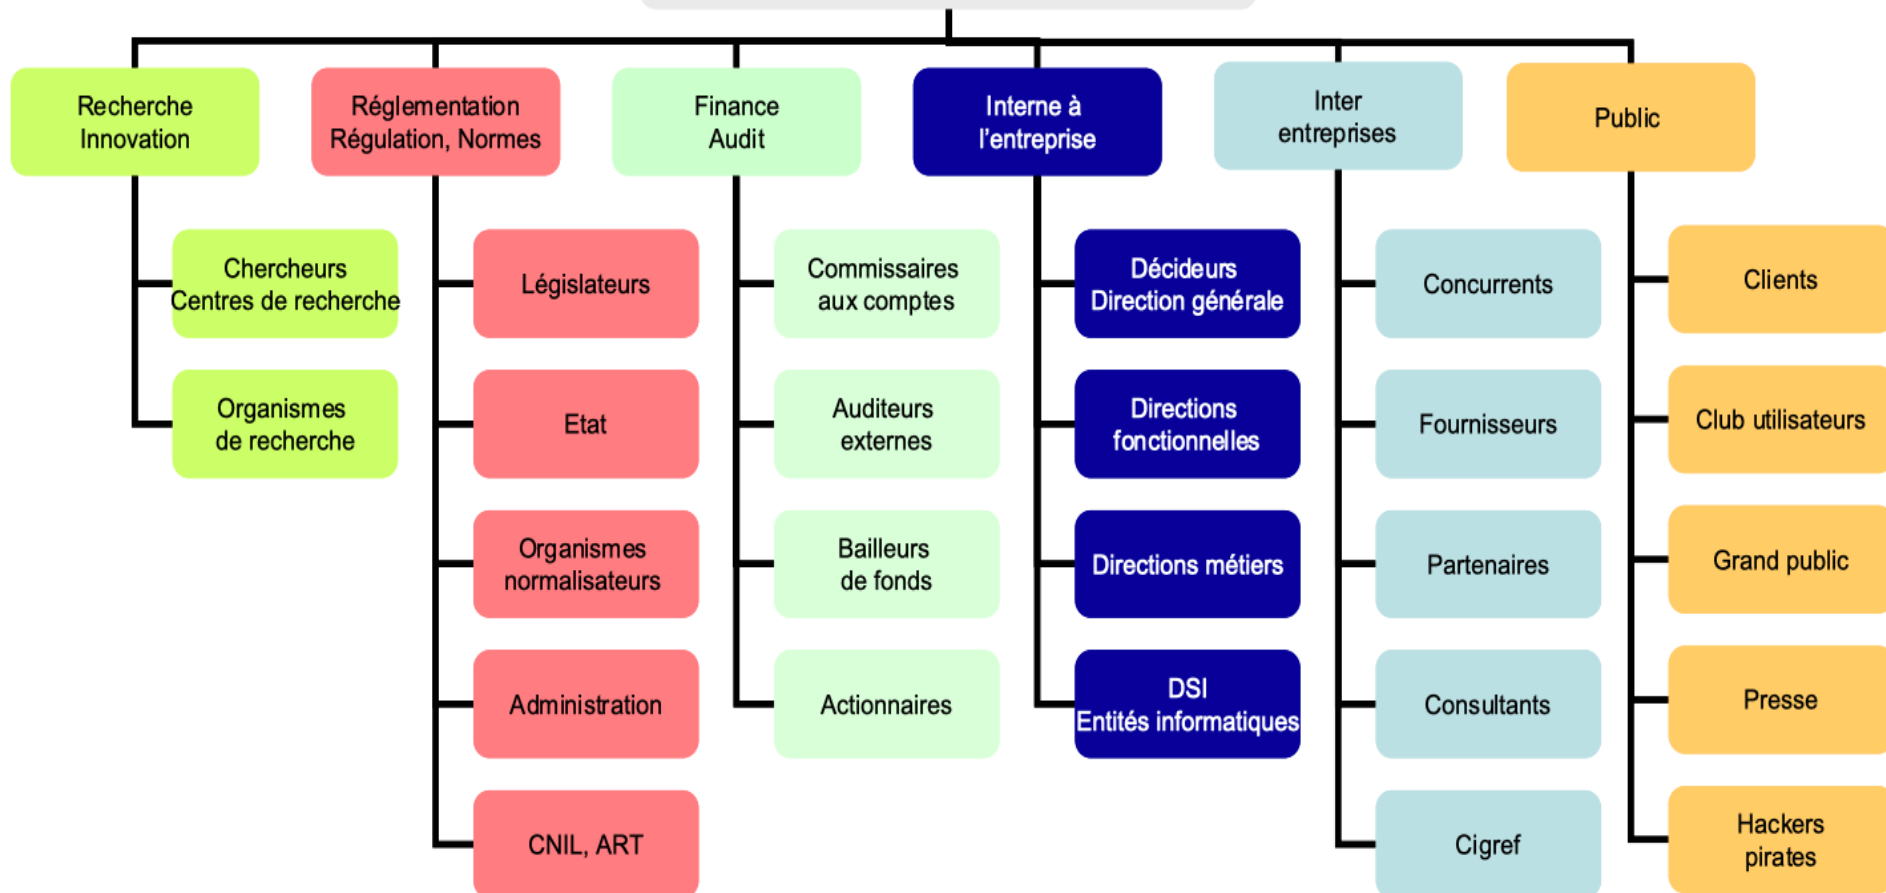 Recherche
Innovation
Réglementation
Régulation, Normes
Finance
Audit
Interne à
l'entreprise
Inter
entreprises
Public
Chercheurs
Centres de recherche
Organismes
de recherche
Législateurs
Etat
Organismes
normalisateurs
Administration
CNIL, ART
Commissaires
aux comptes
Auditeurs
externes
Bailleurs
de fonds
Actionnaires
Décideurs
Direction générale
Directions
fonctionnelles
Directions métiers
DSI
Entités informatiques
Concurrents
Fournisseurs
Partenaires
Consultants
Cigref
Clients
Club utilisateurs
Grand public
Presse
Hackers
pirates